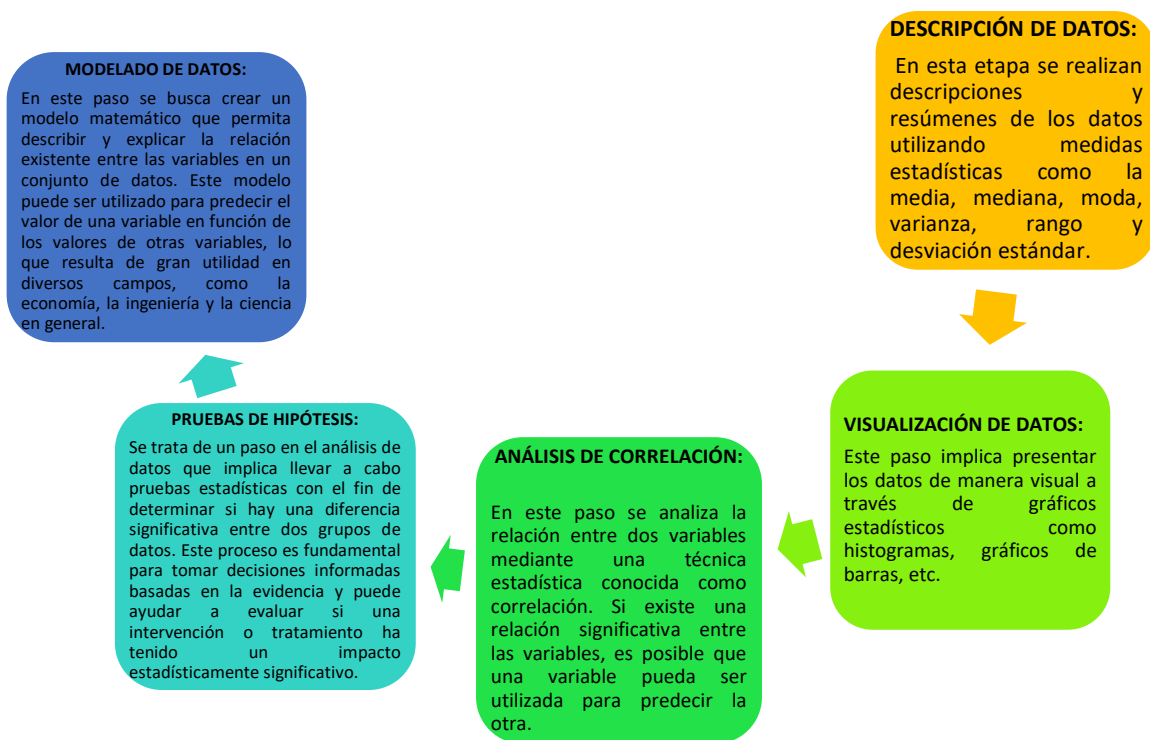 DESCRIPCIÓN DE DATOS:
En esta etapa se realizan
descripciones y
resúmenes de los datos
utilizando medidas
estadísticas como la
media, mediana, moda,
varianza, rango y
desviación estándar.
VISUALIZACIÓN DE DATOS:
Este paso implica presentar
los datos de manera visual a
través de gráficos
estadísticos como
histogramas, gráficos de
barras, etc.
ANÁLISIS DE CORRELACIÓN:
En este paso se analiza la
relación entre dos variables
mediante una técnica
estadística conocida como
correlación. Si existe una
relación significativa entre
las variables, es posible que
una variable pueda ser
utilizada para predecir la
otra.
PRUEBAS DE HIPÓTESIS:
Se trata de un paso en el análisis de
datos que implica llevar a cabo
pruebas estadísticas con el fin de
determinar si hay una diferencia
significativa entre dos grupos de
datos. Este proceso es fundamental
para tomar decisiones informadas
basadas en la evidencia y puede
ayudar a evaluar si una
intervención o tratamiento ha
tenido un impacto
estadísticamente significativo.
MODELADO DE DATOS:
En este paso se busca crear un
modelo matemático que permita
describir y explicar la relación
existente entre las variables en un
conjunto de datos. Este modelo
puede ser utilizado para predecir el
valor de una variable en función de
los valores de otras variables, lo
que resulta de gran utilidad en
diversos campos, como la
economía, la ingeniería y la ciencia
en general.